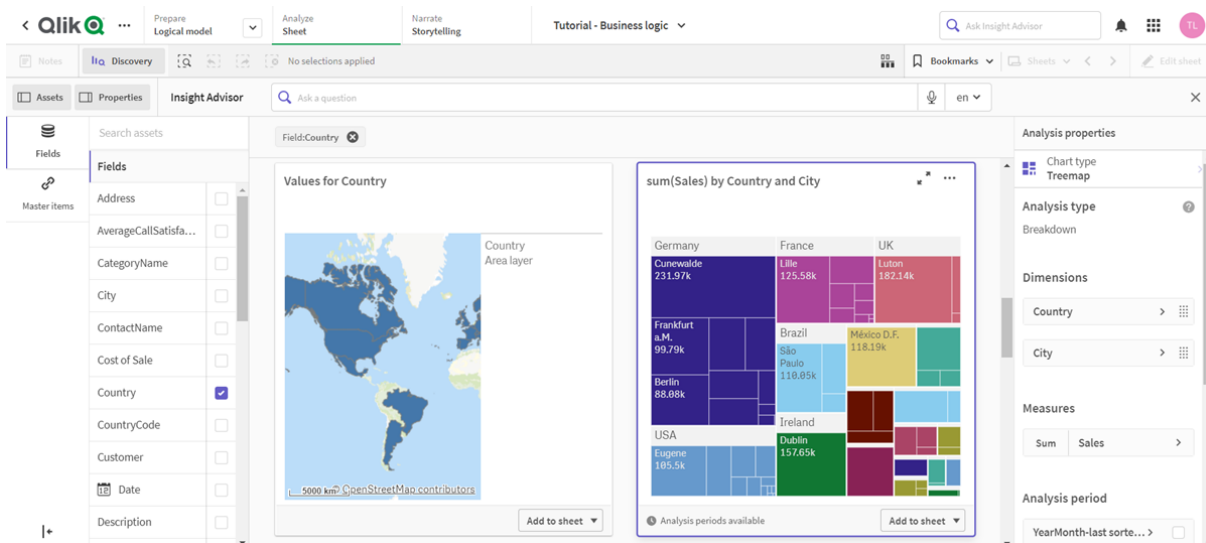 Qlik
Prepare
Logical model
Analyze
Sheet
Narrate
Storytelling
Tutorial - Business logic
Ask Insight Advisor
TL
Notes
Discovery
No selections applied
Bookmarks
Sheets
Edit sheet
Assets
Properties
Insight Advisor
Ask a question
en
Fields
Master items
Search assets
Fields
Address
AverageCallSatisfa...
CategoryName
City
ContactName
Cost of Sale
Country
CountryCode
Customer
Date
Description
Field:Country
Values for Country
Country
Area layer
5000 km
© OpenStreetMap contributors
Add to sheet
sum(Sales) by Country and City
Germany
Cunewalde
231.97k
Frankfurt
a.M.
99.79k
Berlin
88.08k
USA
Eugene
105.5k
France
Lille
125.58k
UK
Luton
182.14k
Brazil
São
Paulo
110.05k
México D.F.
118.19k
Ireland
Dublin
157.65k
Analysis periods available
Add to sheet
Analysis properties
Chart type
Treemap
Analysis type
Breakdown
Dimensions
Country
City
Measures
Sum
Sales
Analysis period
YearMonth-last sorte...